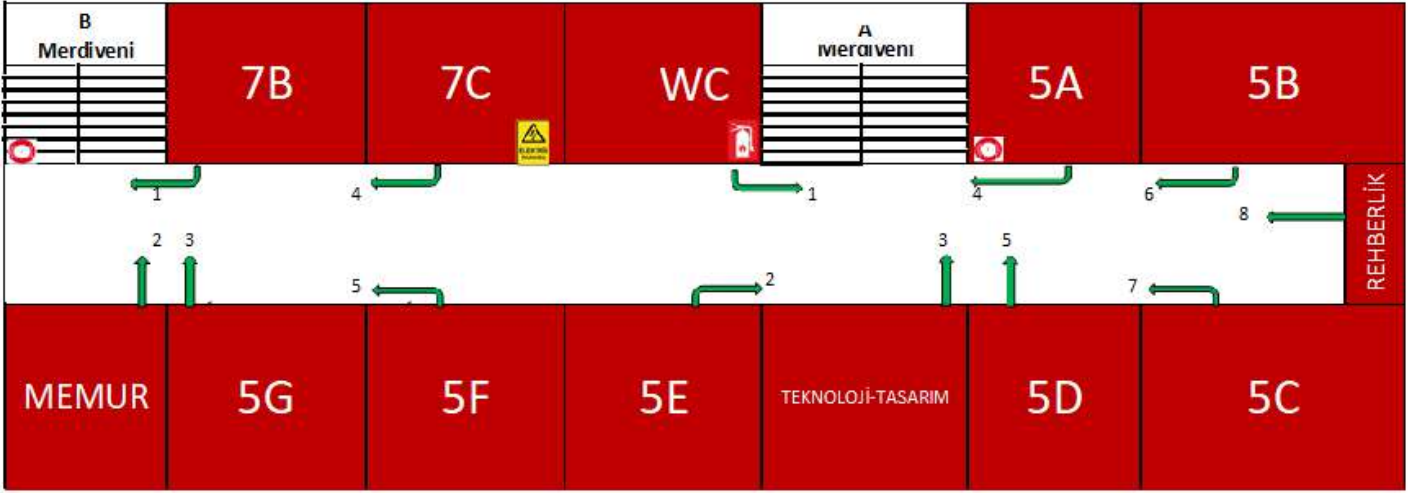 B
Merdiveni
7B
7C
WC
A
Merdiveni
5A
5B
1
4
1
4
6
8
REHBERLİK
2
3
3
5
5
2
7
MEMUR
5G
5F
5E
TEKNOLOJİ-TASARIM
5D
5C